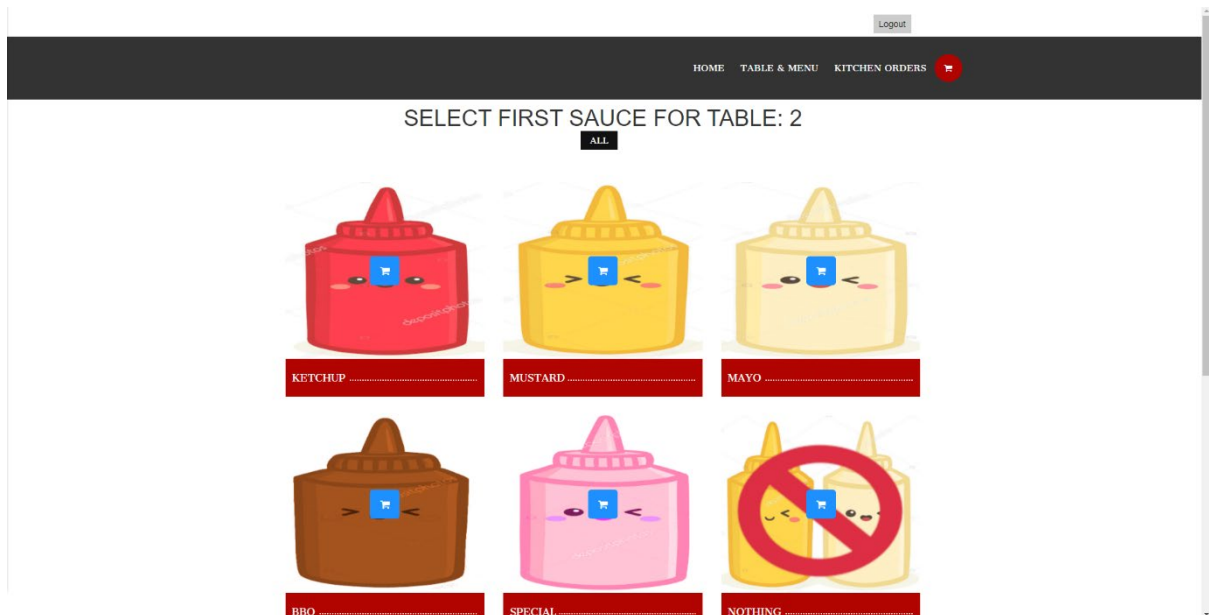 Logout
HOME TABLE & MENU KITCHEN ORDERS
SELECT FIRST SAUCE FOR TABLE: 2
ALL
KETCHUP ................................................
MUSTARD ................................................
MAYO ........................................................
BBQ ............................................................
SPECIAL ....................................................
NOTHING ................................................